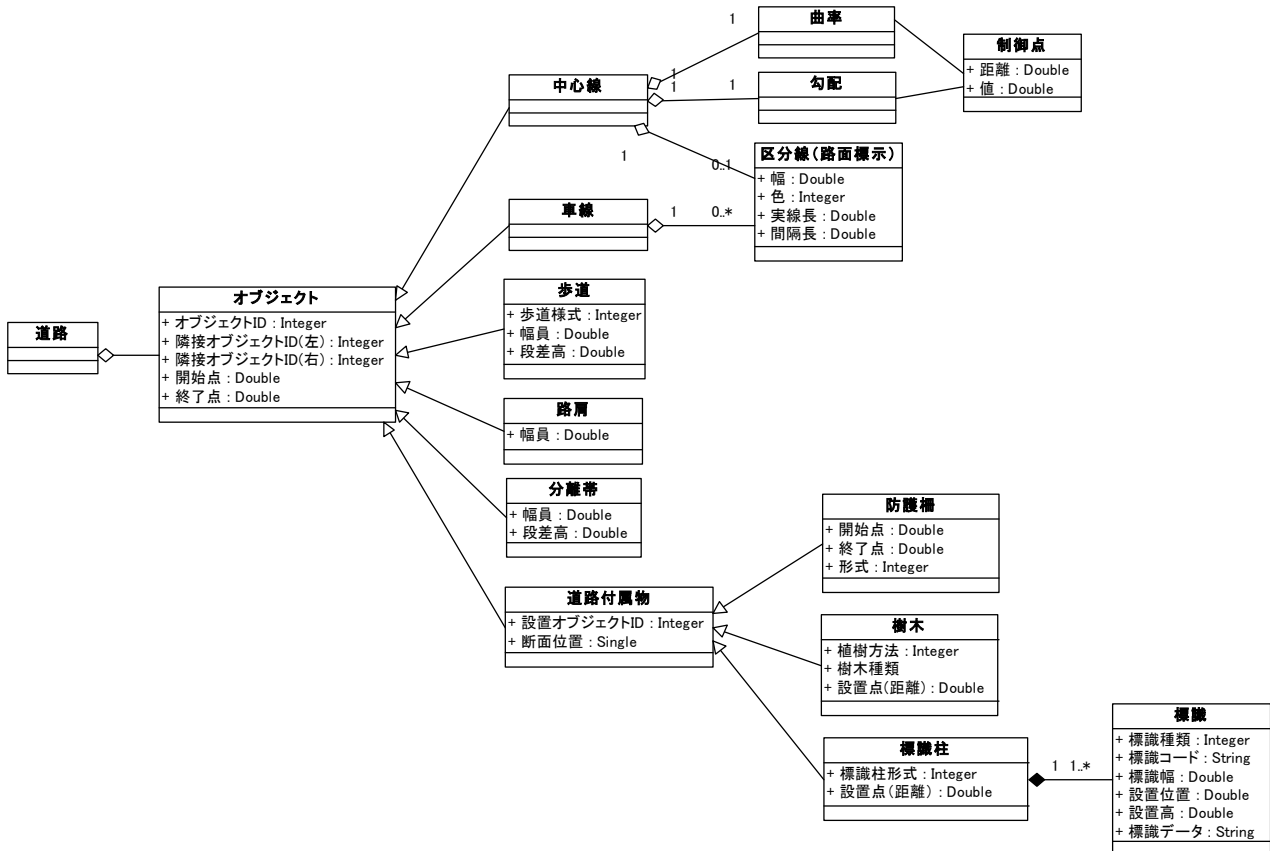 道路
オブジェクト
+ オブジェクトID : Integer
+ 隣接オブジェクトID(左) : Integer
+ 隣接オブジェクトID(右) : Integer
+ 開始点 : Double
+ 終了点 : Double
中心線
1
1
1
1
1
0..1
曲率
勾配
制御点
+ 距離 : Double
+ 値 : Double
区分線(路面標示)
+ 幅 : Double
+ 色 : Integer
+ 実線長 : Double
+ 間隔長 : Double
車線
1
0..*
歩道
+ 歩道様式 : Integer
+ 幅員 : Double
+ 段差高 : Double
路肩
+ 幅員 : Double
分離帯
+ 幅員 : Double
+ 段差高 : Double
道路付属物
+ 設置オブジェクトID : Integer
+ 断面位置 : Single
防護柵
+ 開始点 : Double
+ 終了点 : Double
+ 形式 : Integer
樹木
+ 植樹方法 : Integer
+ 樹木種類
+ 設置点(距離) : Double
標識柱
+ 標識柱形式 : Integer
+ 設置点(距離) : Double
1
1..*
標識
+ 標識種類 : Integer
+ 標識コード : String
+ 標識幅 : Double
+ 設置位置 : Double
+ 設置高 : Double
+ 標識データ : String